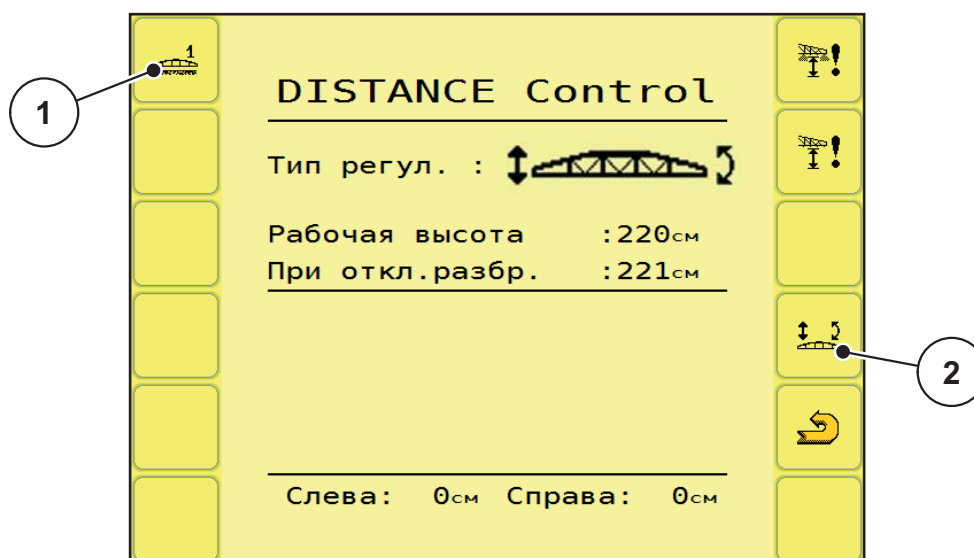 1
1
DISTANCE Control
Тип регул. :
Рабочая высота :220см
При откл.разбр. :221см
2
Слева: 0см Справа: 0см